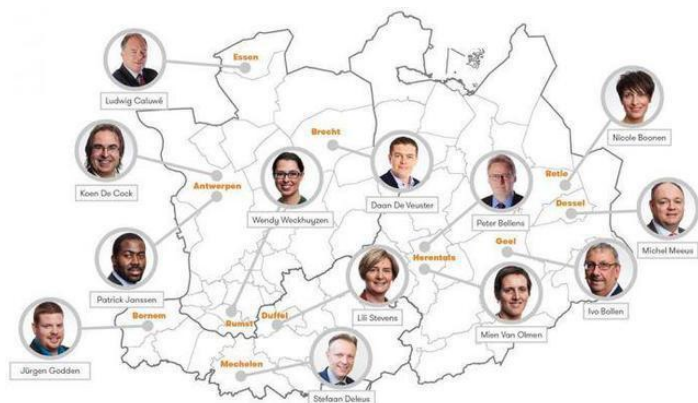 Essen
Ludwig Caluwé
Brecht
Nicole Boonen
Koen De Cock
Antwerpen
Wendy Weckhuyzen
Daan De Veuster
Peter Bellens
Retie
Dessel
Michel Meeus
Patrick Janssen
Herentals
Geel
Ivo Bollen
Bornem
Rumst
Duffel
Lili Stevens
Mien Van Olmen
Jürgen Godden
Mechelen
Stefaan Deleus